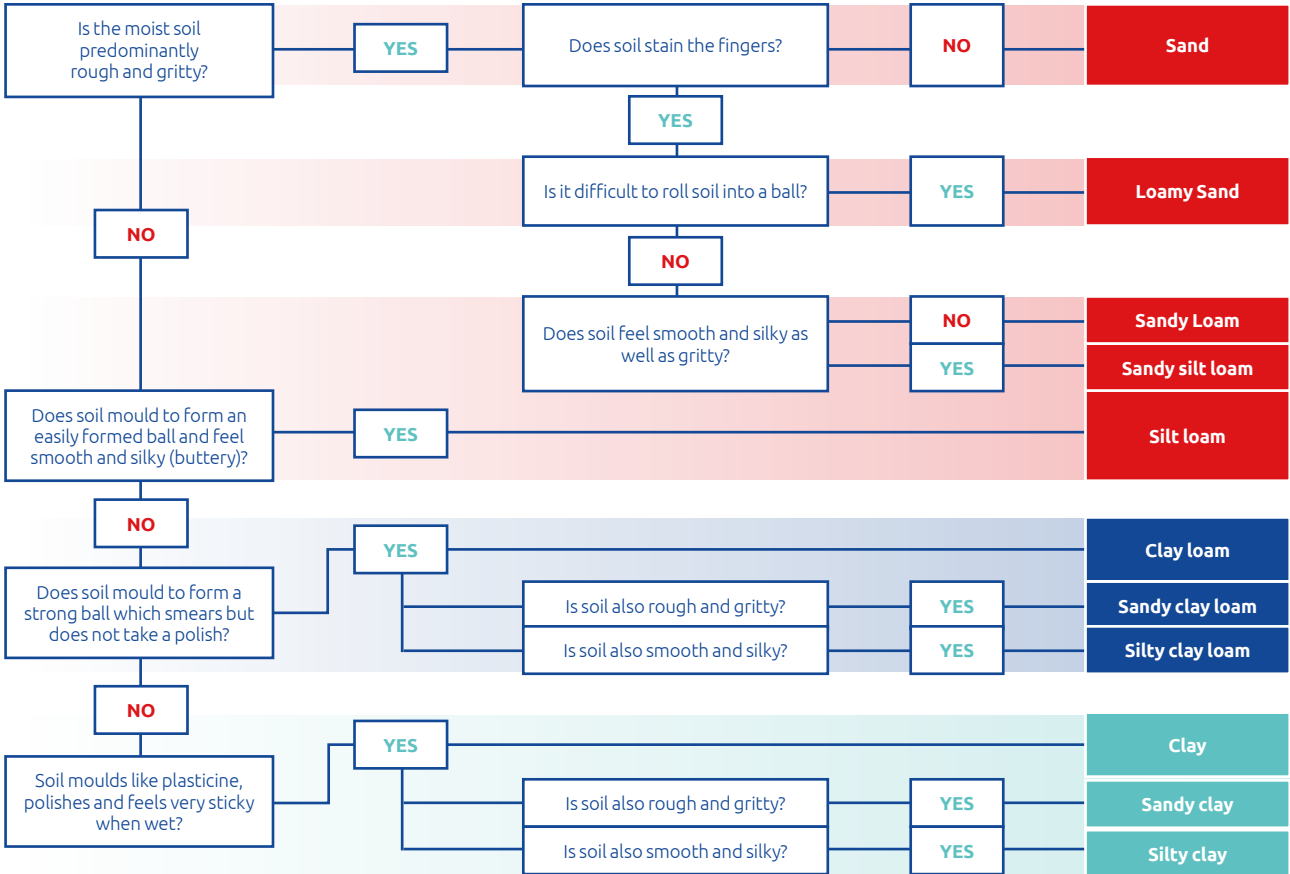 Is the moist soil
predominantly
rough and gritty?
YES
Does soil stain the fingers?
NO
Sand
YES
Is it difficult to roll soil into a ball?
YES
Loamy Sand
NO
NO
Does soil feel smooth and silky as
well as gritty?
NO
Sandy Loam
YES
Sandy silt loam
Does soil mould to form an
easily formed ball and feel
smooth and silky (buttery)?
YES
Silt loam
NO
Does soil mould to form a
strong ball which smears but
does not take a polish?
YES
Clay loam
Is soil also rough and gritty?
YES
Sandy clay loam
Is soil also smooth and silky?
YES
Silty clay loam
NO
Soil moulds like plasticine,
polishes and feels very sticky
when wet?
YES
Clay
Is soil also rough and gritty?
YES
Sandy clay
Is soil also smooth and silky?
YES
Silty clay